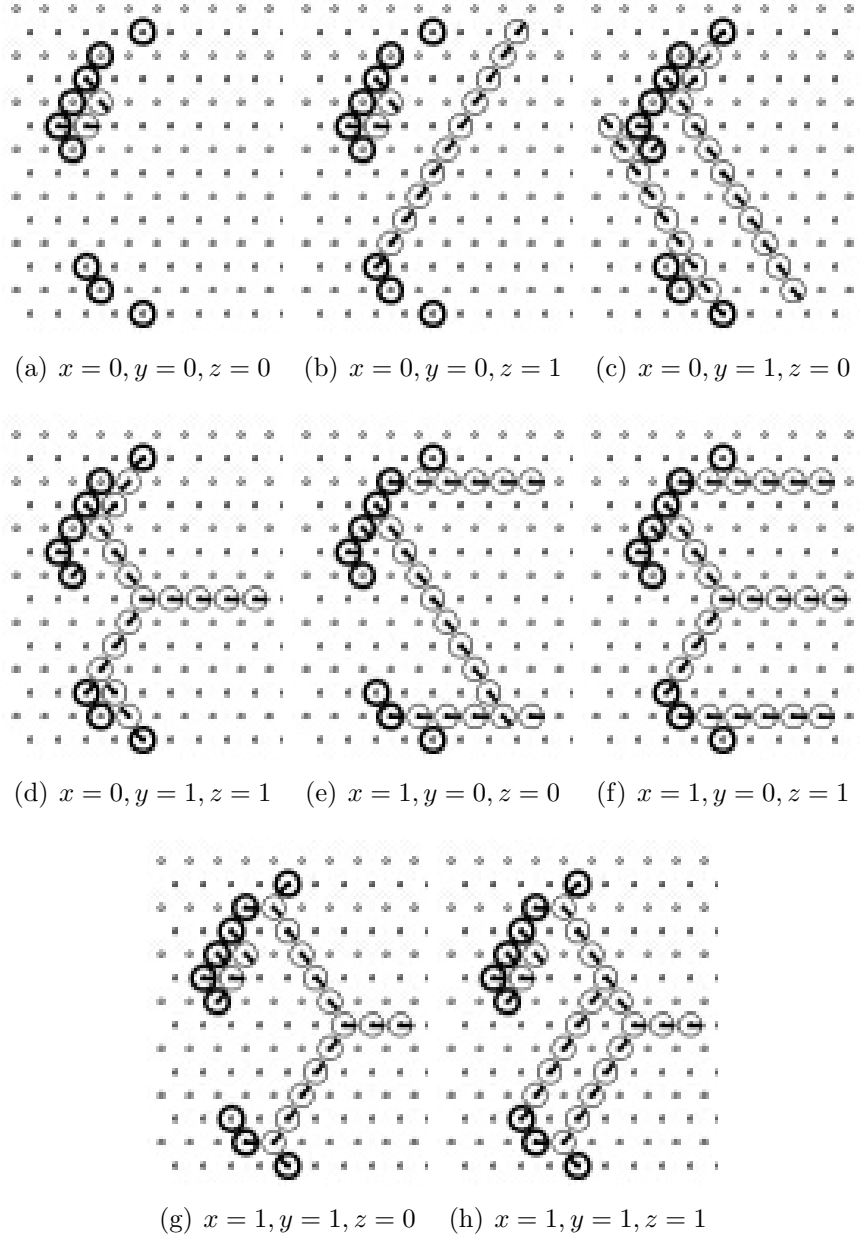 (a) x = 0, y = 0, z = 0 (b) x = 0, y = 0, z = 1 (c) x = 0, y = 1, z = 0
(d) x = 0, y = 1, z = 1 (e) x = 1, y = 0, z = 0 (f) x = 1, y = 0, z = 1
(g) x = 1, y = 1, z = 0 (h) x = 1, y = 1, z = 1